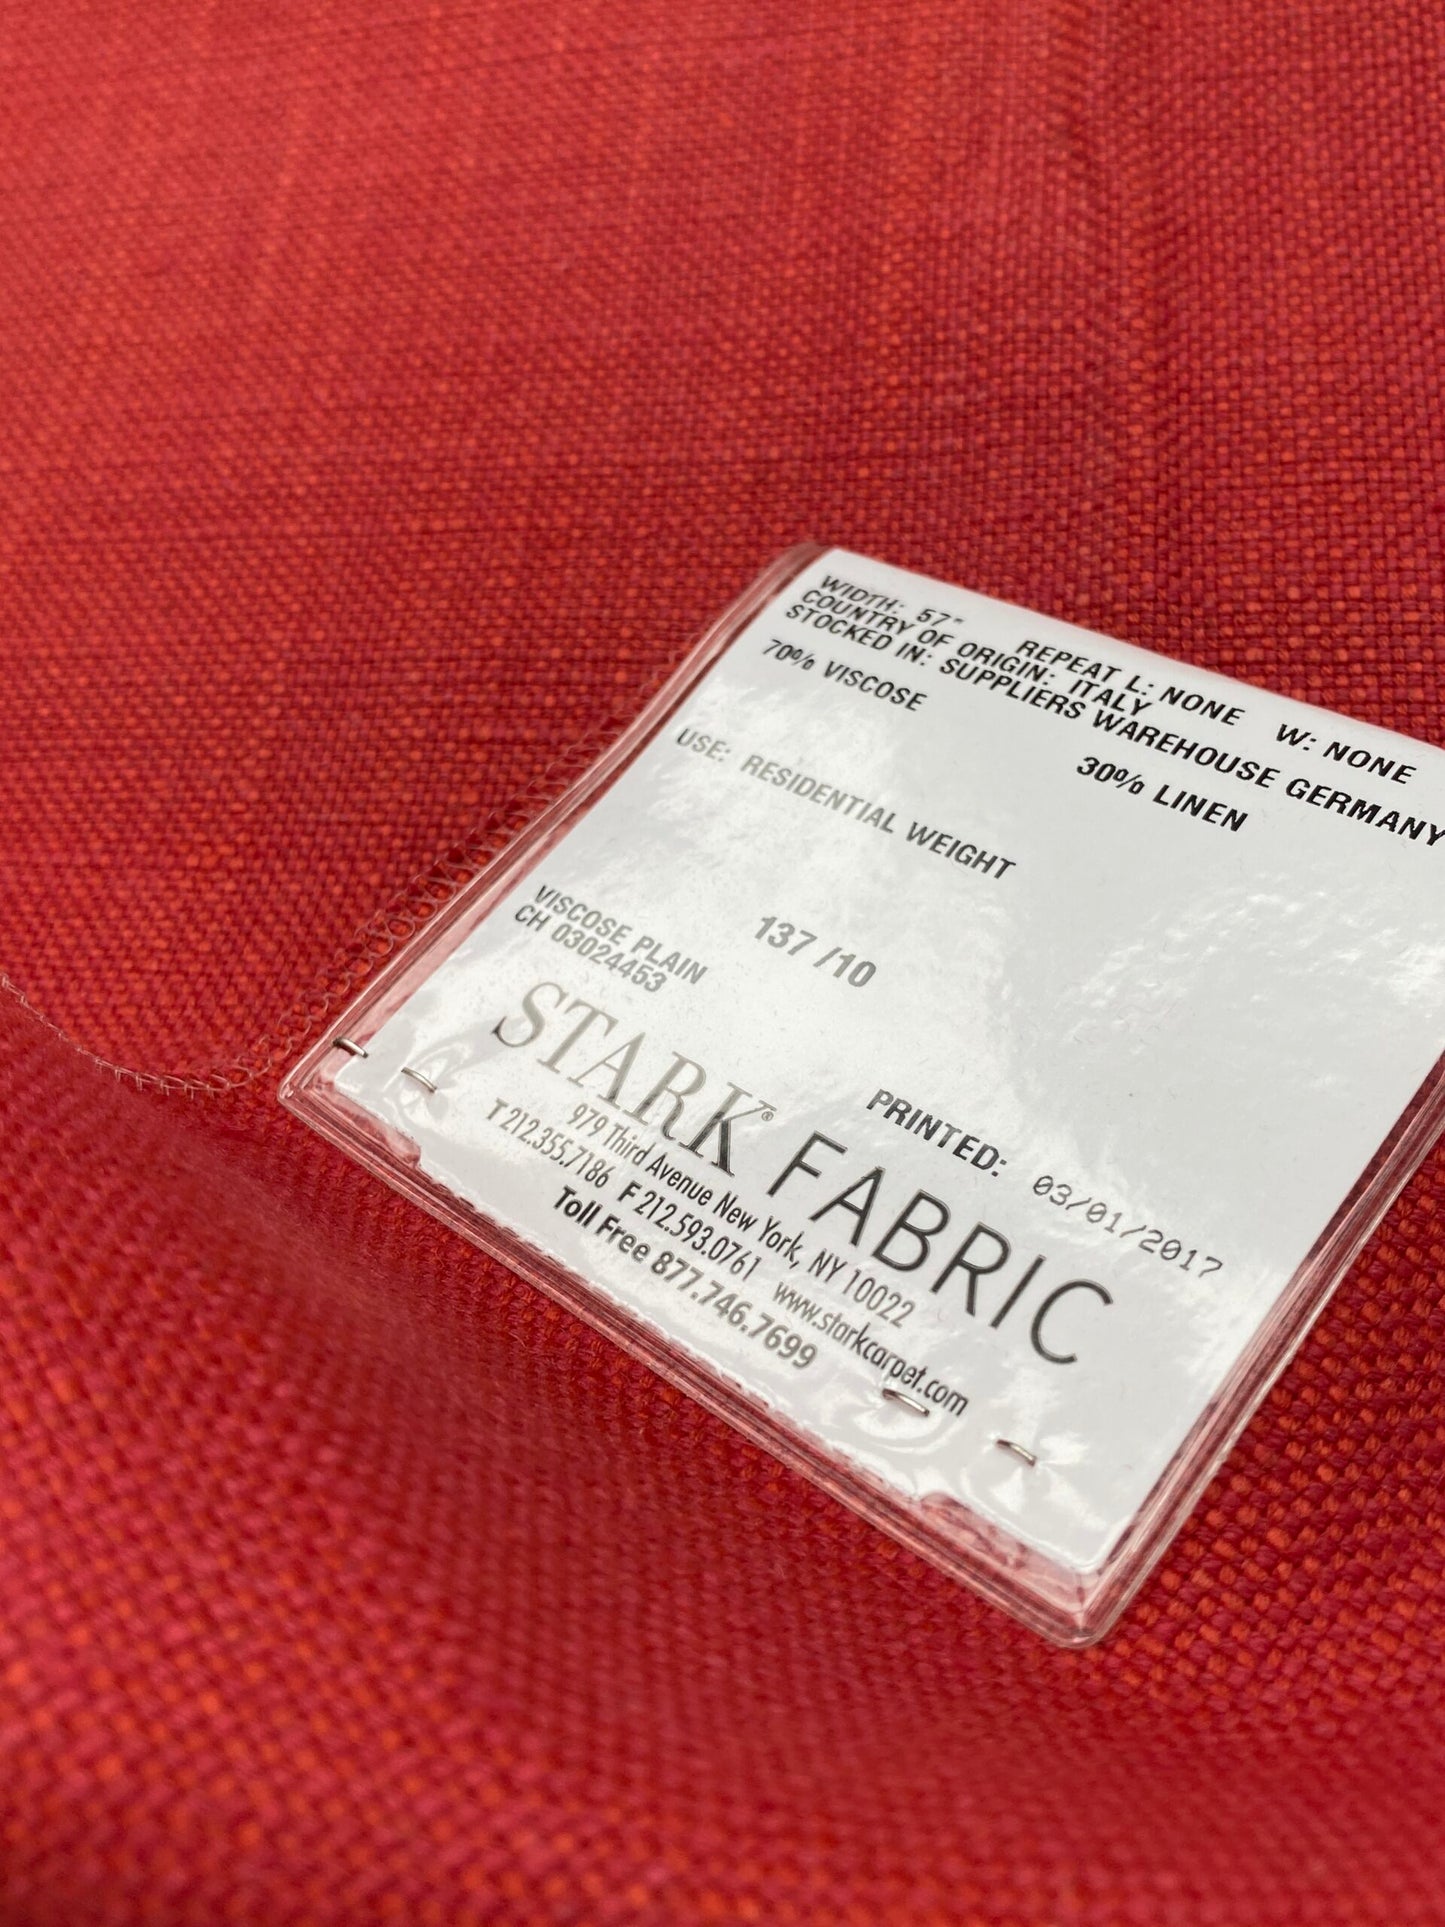 WIDTH: 57" REPEAT L: NONE W: NONE
COUNTRY OF ORIGIN: ITALY
STOCKED IN: SUPPLIERS WAREHOUSE GERMANY
70% VISCOSE 30% LINEN
USE: RESIDENTIAL WEIGHT
VISCOSE PLAIN 137/10
CH 03024453
PRINTED: 03/01/2017
STARK® FABRIC
979 Third Avenue New York, NY 10022
T 212.355.7186 F 212.593.0761 www.starkcarpet.com
Toll Free 877.746.7699